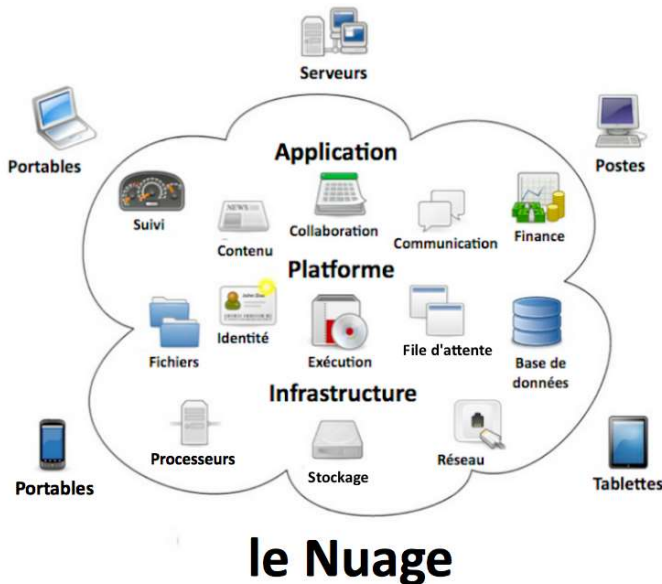 Serveurs
Portables
Postes
Application
Suivi
NEWS
Contenu
Collaboration
Communication
Finance
Platforme
Identité
Fichiers
Exécution
File d'attente
Base de
données
Infrastructure
Processeurs
Stockage
Réseau
Portables
Tablettes
le Nuage